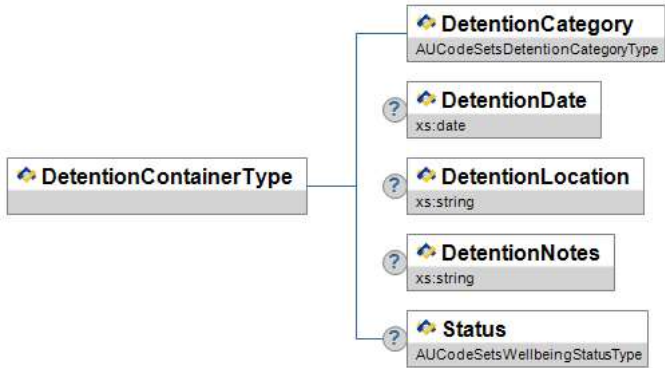 DetentionCategory
AUCodeSetsDetentionCategoryType
?
DetentionDate
xs:date
DetentionContainerType
?
DetentionLocation
xs:string
?
DetentionNotes
xs:string
?
Status
AUCodeSetsWellbeingStatusType